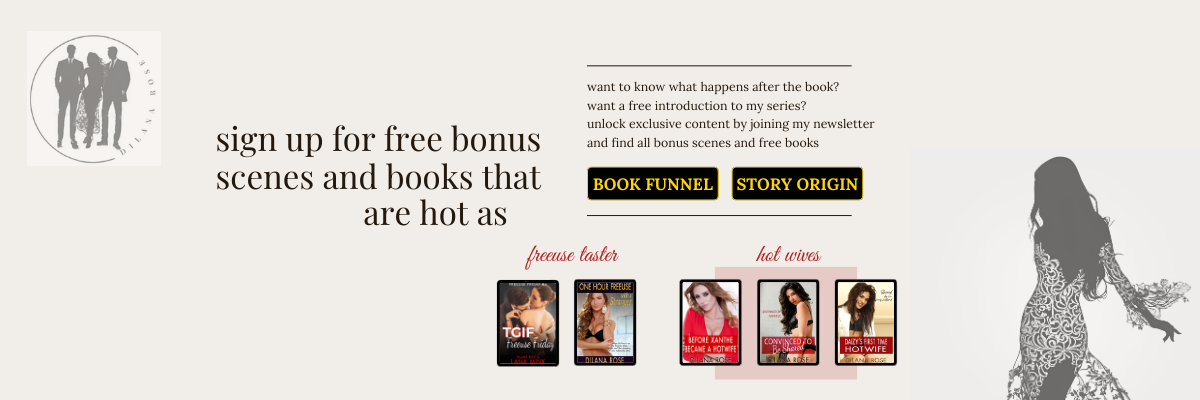 DILANA ROSE
sign up for free bonus
scenes and books that
are hot as
want to know what happens after the book?
want a free introduction to my series?
unlock exclusive content by joining my newsletter
and find all bonus scenes and free books
BOOK FUNNEL
STORY ORIGIN
freeuse taster
hot wives
TGIF
Freeuse Friday
ONE HOUR FREEUSE
DILANA ROSE
BEFORE XANTHE
BECAME A HOTWIFE
DILANA ROSE
CONVINCED TO
Be Shared
DILANA ROSE
DAIZY'S FIRST TIME
HOTWIFE
DILANA ROSE